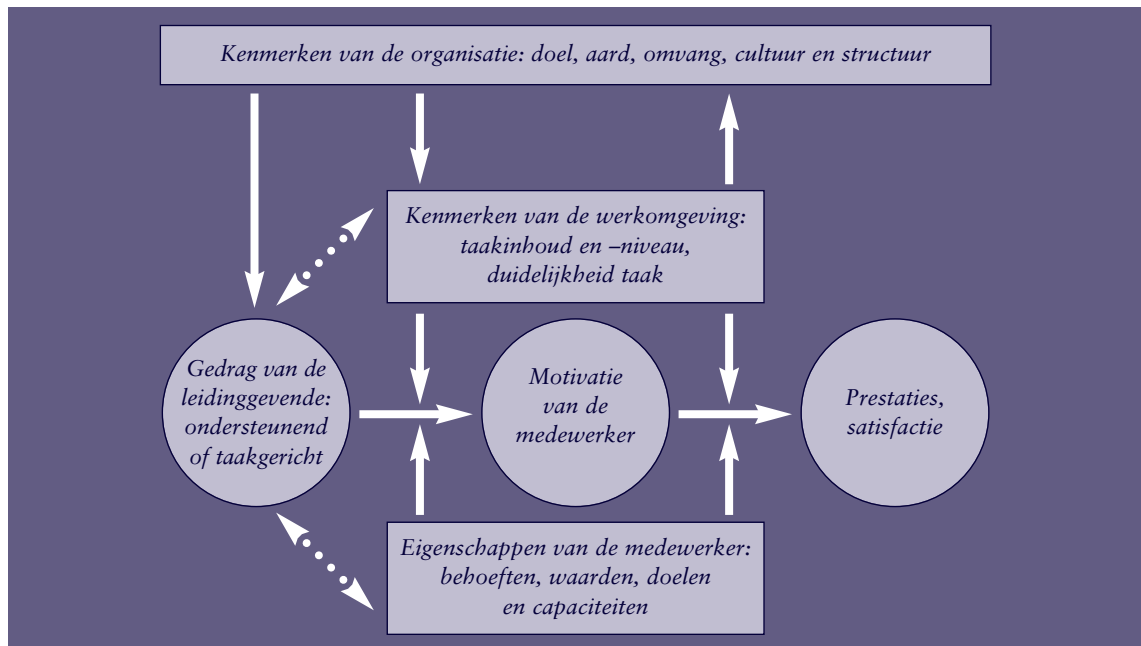 Kenmerken van de organisatie: doel, aard, omvang, cultuur en structuur
Kenmerken van de werkomgeving:
taakinhoud en –niveau,
duidelijkheid taak
Gedrag van de
leidinggevende:
ondersteunend
of taakgericht
Motivatie
van de
medewerker
Prestaties,
satisfactie
Eigenschappen van de medewerker:
behoeften, waarden, doelen
en capaciteiten